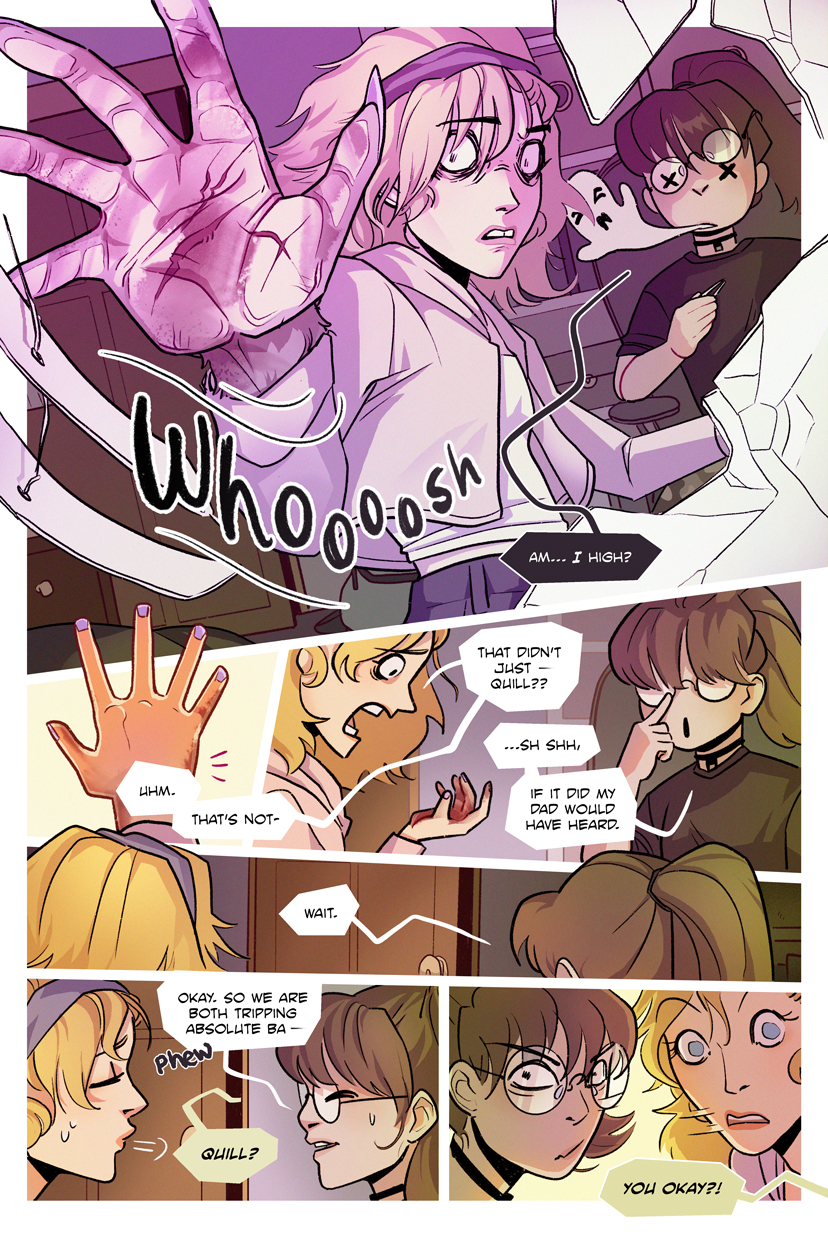 WHOOOOSH
AM... I HIGH?
UHM.
THAT'S NOT-
THAT DIDN'T
JUST —
QUILL??
...SH SHH,
IF IT DID MY
DAD WOULD
HAVE HEARD.
WAIT.
OKAY. SO WE ARE
BOTH TRIPPING
ABSOLUTE BA —
phew
QUILL?
YOU OKAY?!